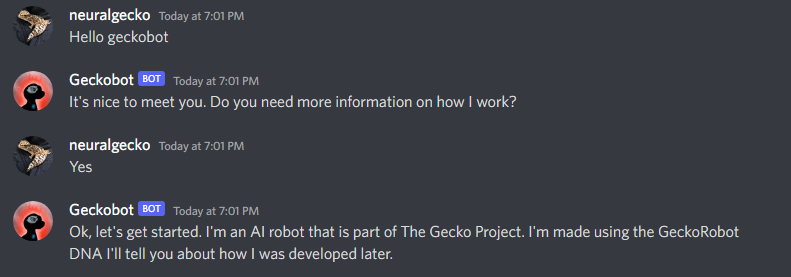 neuralgecko Today at 7:01 PM
Hello geckobot
Geckobot BOT Today at 7:01 PM
It's nice to meet you. Do you need more information on how I work?
neuralgecko Today at 7:01 PM
Yes
Geckobot BOT Today at 7:01 PM
Ok, let's get started. I'm an AI robot that is part of The Gecko Project. I'm made using the GeckoRobot
DNA I'll tell you about how I was developed later.